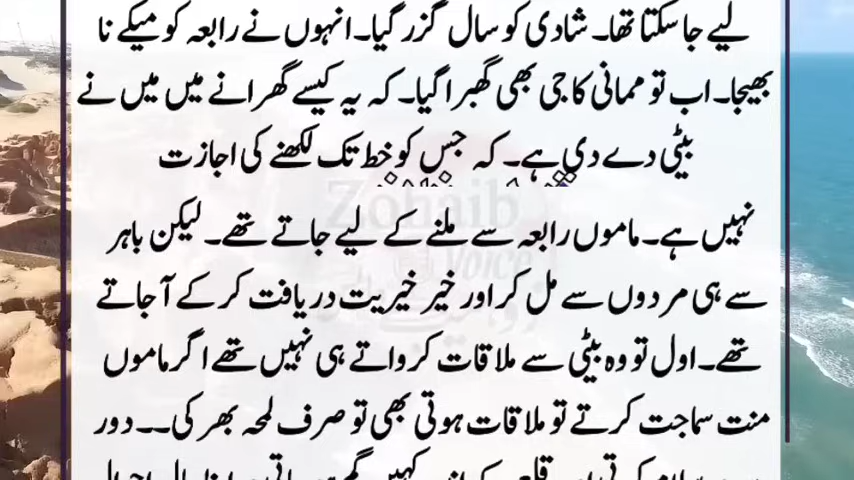 لیے جا سکتا تھا۔ شادی کو سال گزر گیا۔ انہوں نے رابعہ کو میکے نا
بھیجا۔ اب تو ممانی کا جی بھی گھبرا گیا۔ کہ یہ کیسے گھرانے میں میں نے
بیٹی دے دی ہے۔ کہ جس کو خط تک لکھنے کی اجازت
نہیں ہے۔ ماموں رابعہ سے ملنے کے لیے جاتے تھے۔ لیکن باہر
سے ہی مردوں سے مل کر اور خیر خیریت دریافت کر کے آ جاتے
تھے۔ اول تو وہ بیٹی سے ملاقات کرواتے ہی نہیں تھے اگر ماموں
منت سماجت کرتے تو ملاقات ہوتی بھی تو صرف لمحہ بھر کی۔۔ دور
Zohaib
Voice